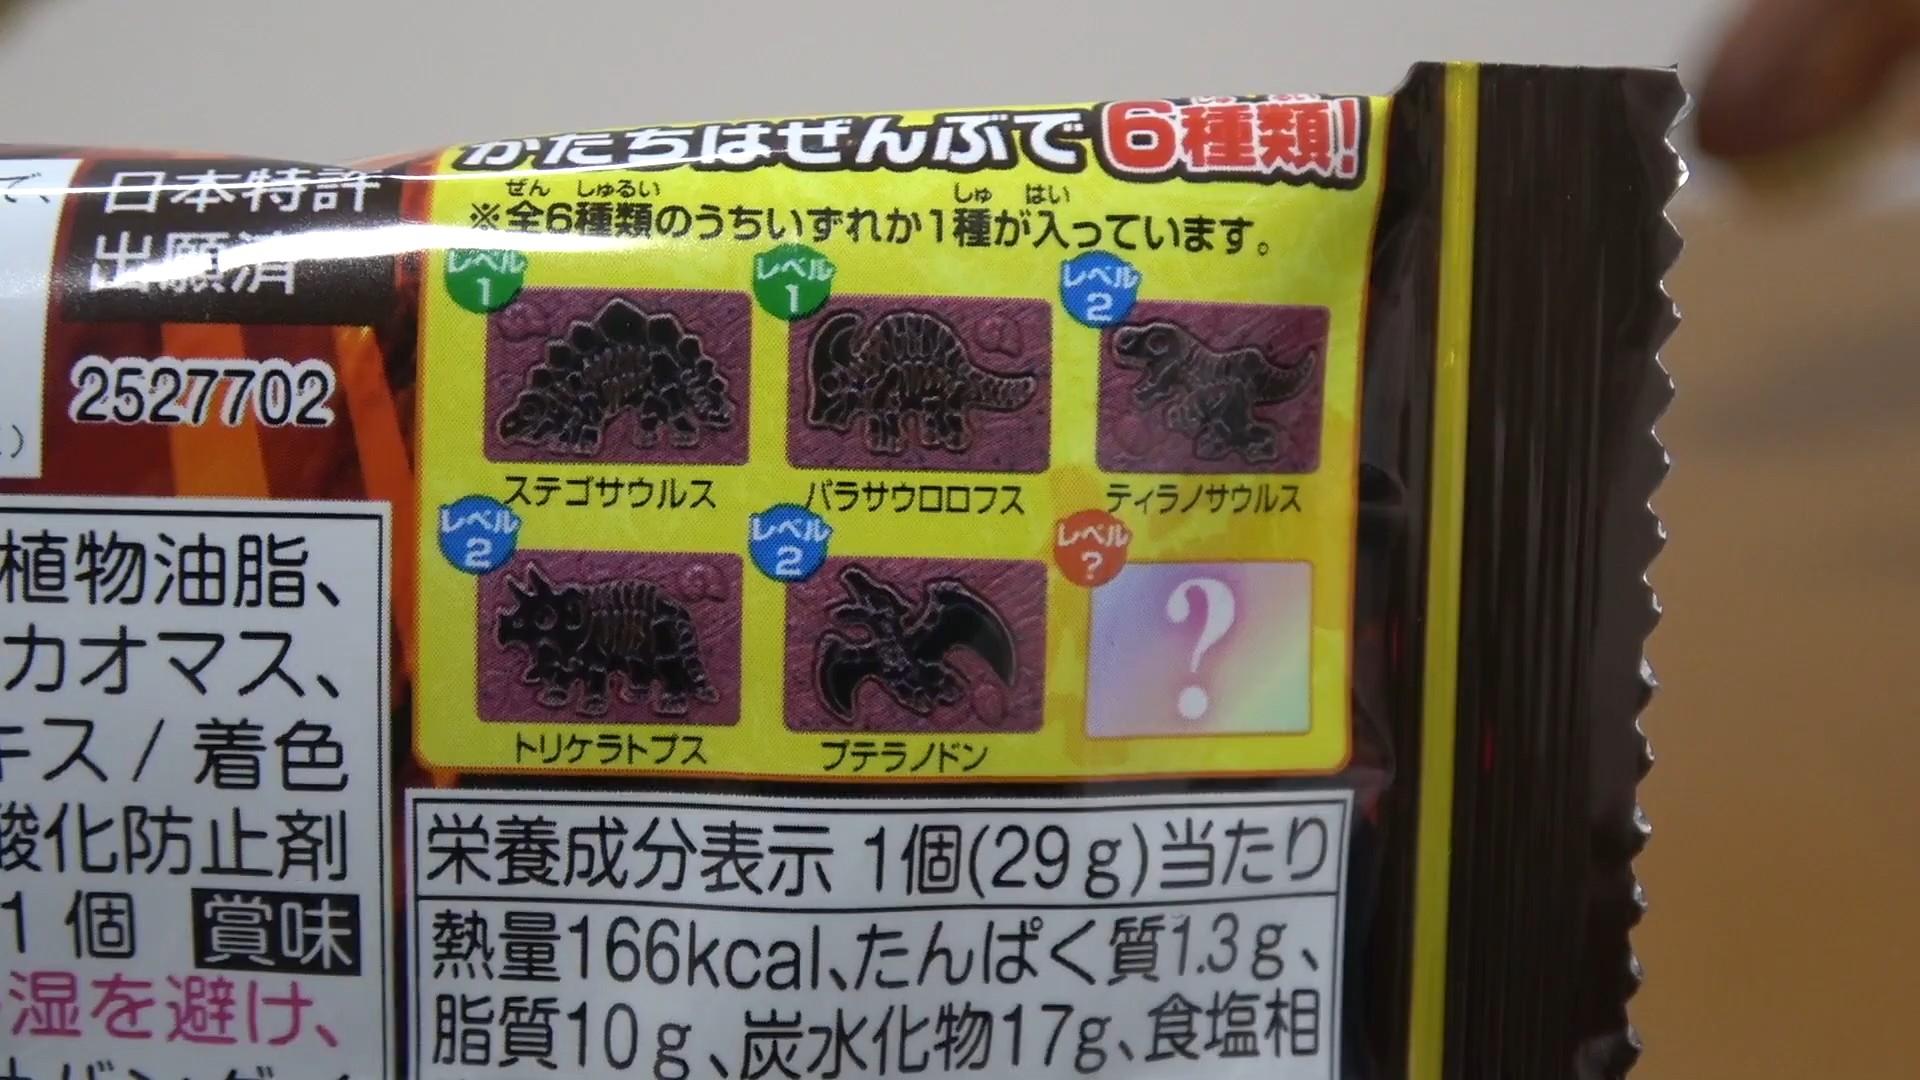 かたちはぜんぶで6種類!
ぜん しゅるい しゅ はい
※全6種類のうちいずれか1種が入っています。
レベル
1
レベル
1
レベル
2
ステゴサウルス
パラサウロロフス
ティラノサウルス
レベル
2
レベル
2
レベル
?
?
トリケラトプス
プテラノドン
で、
日本特許
出願済
2527702
植物油脂、
カオマス、
キス/着色
酸化防止剤
1個 賞味
湿を避け、
栄養成分表示 1個(29g)当たり
熱量166kcal、たんぱく質1.3g、
脂質10g、炭水化物17g、食塩相